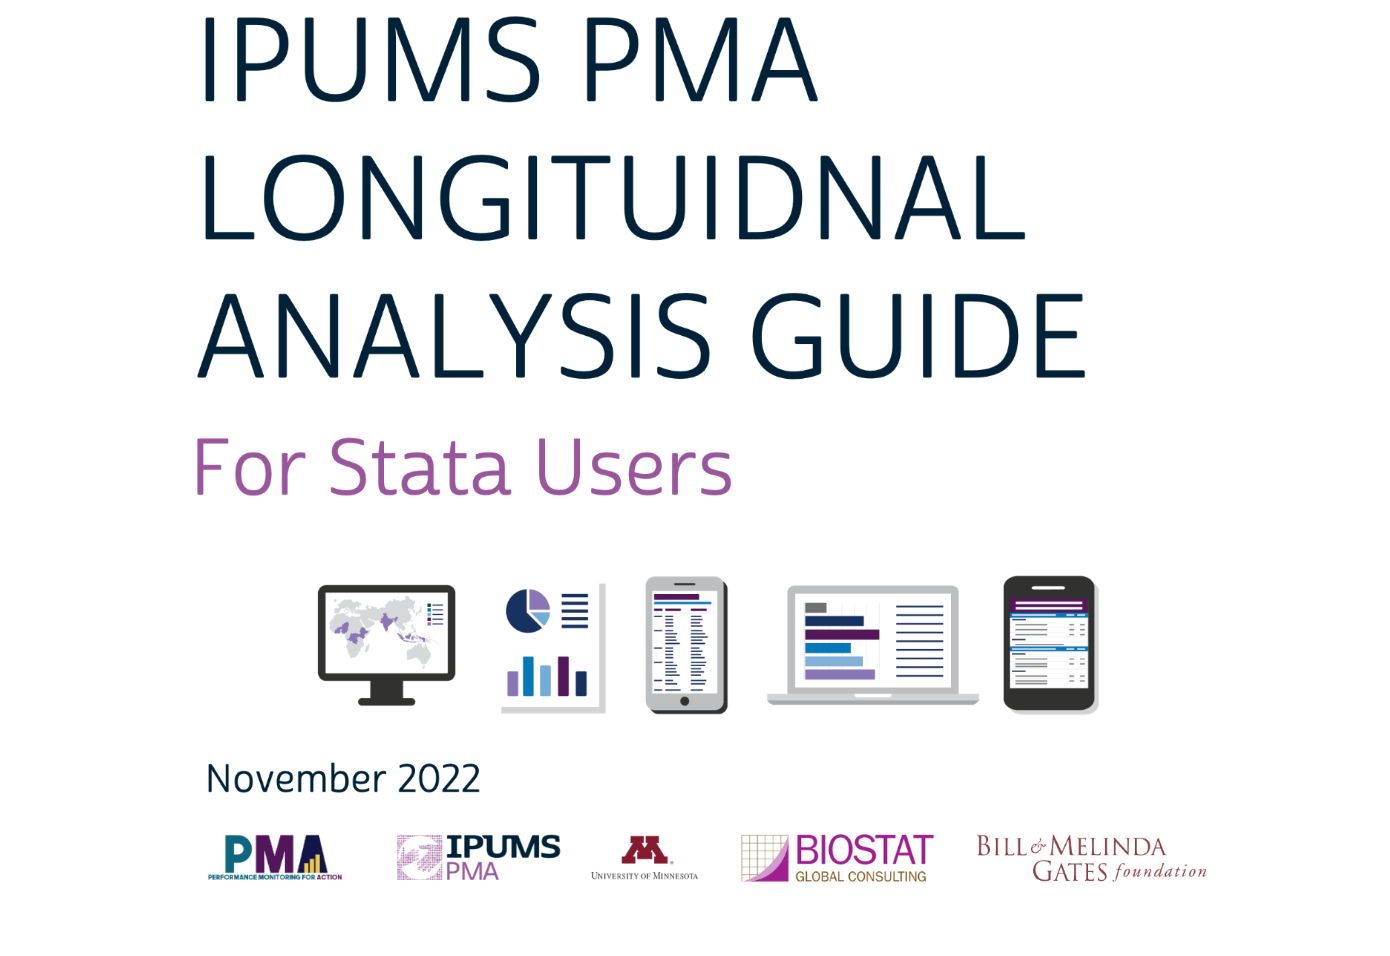 IPUMS PMA
LONGITUIDNAL
ANALYSIS GUIDE
For Stata Users
November 2022
PMA
PERFORMANCE MONITORING FOR ACTION
IPUMS
PMA
M
UNIVERSITY OF MINNESOTA
BIOSTAT
GLOBAL CONSULTING
BILL & MELINDA
GATES foundation